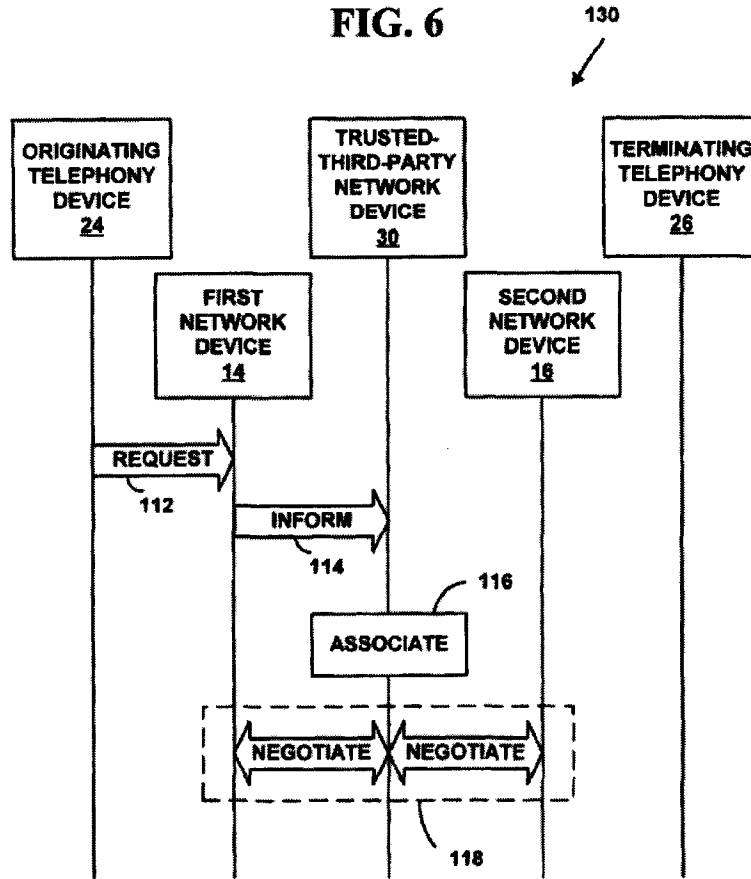 FIG. 6
130
ORIGINATING
TELEPHONY
DEVICE
24
TRUSTED-
THIRD-PARTY
NETWORK
DEVICE
30
TERMINATING
TELEPHONY
DEVICE
26
FIRST
NETWORK
DEVICE
14
SECOND
NETWORK
DEVICE
16
REQUEST
112
INFORM
114
116
ASSOCIATE
NEGOTIATE
NEGOTIATE
118